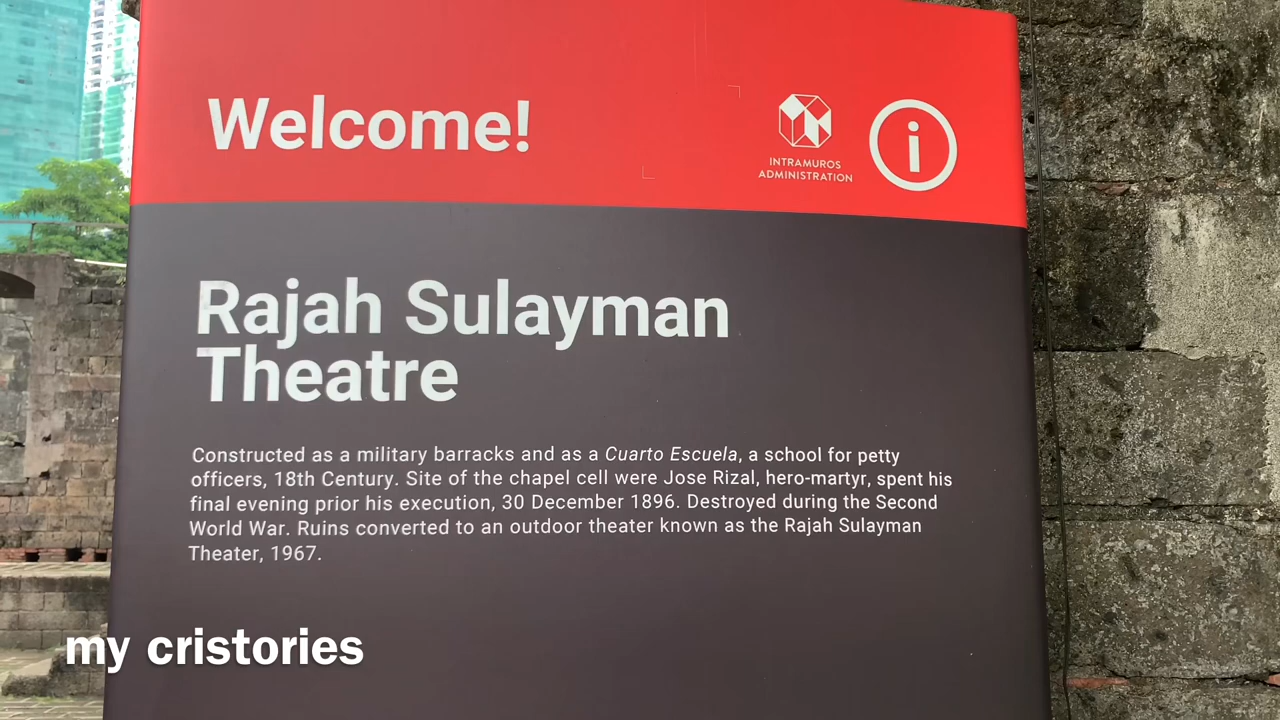 Welcome!
INTRAMUROS
ADMINISTRATION
i
Rajah Sulayman
Theatre
Constructed as a military barracks and as a Cuarto Escuela, a school for petty
officers, 18th Century. Site of the chapel cell were Jose Rizal, hero-martyr, spent his
final evening prior his execution, 30 December 1896. Destroyed during the Second
World War. Ruins converted to an outdoor theater known as the Rajah Sulayman
Theater, 1967.
my cristories